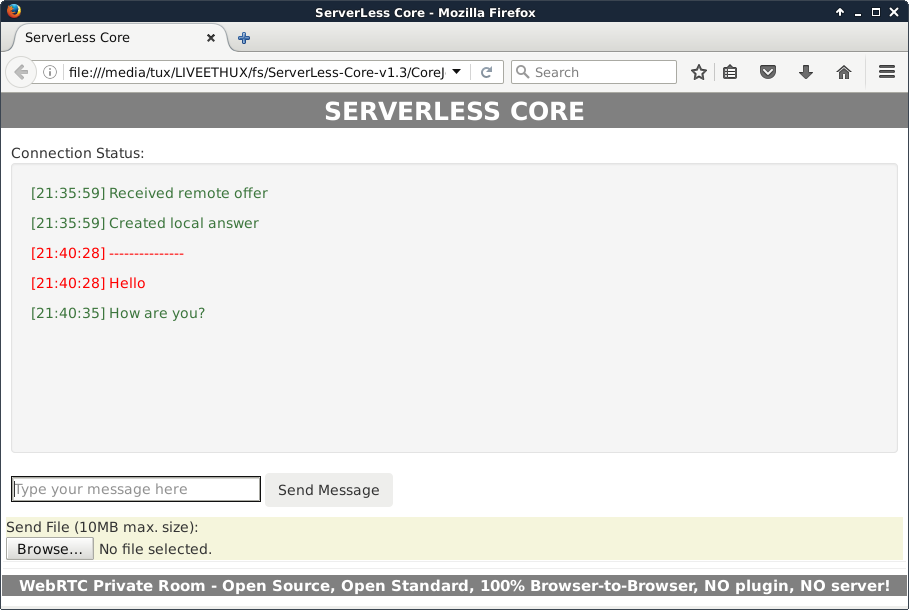 ServerLess Core - Mozilla Firefox
ServerLess Core
file:///media/tux/LIVEETHUX/fs/ServerLess-Core-v1.3/CoreJ
Search
SERVERLESS CORE
Connection Status:
[21:35:59] Received remote offer
[21:35:59] Created local answer
[21:40:28] ---------------
[21:40:28] Hello
[21:40:35] How are you?
Type your message here
Send Message
Send File (10MB max. size):
Browse... No file selected.
WebRTC Private Room - Open Source, Open Standard, 100% Browser-to-Browser, NO plugin, NO server!